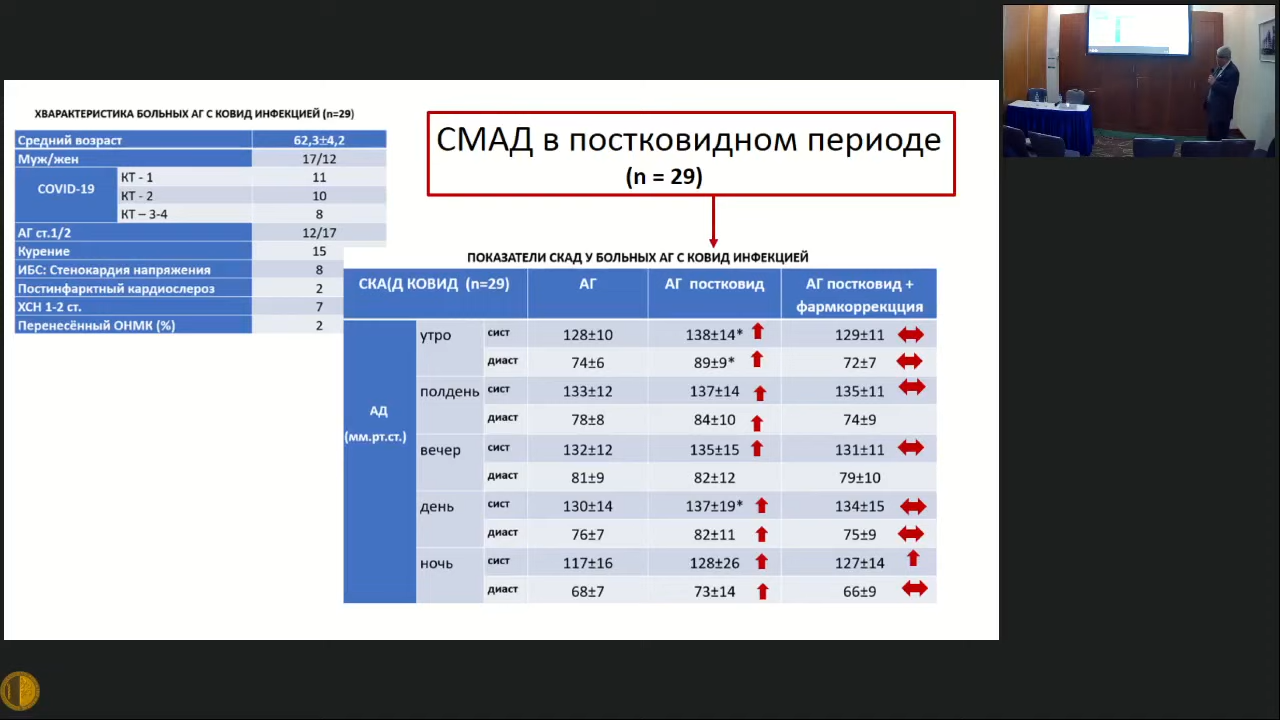 ХВАРАКТЕРИСТИКА БОЛЬНЫХ АГ С КОВИД ИНФЕКЦИЕЙ (n=29)
Средний возраст 62,3±4,2
Муж/жен 17/12
COVID-19 КТ - 1 11
КТ - 2 10
КТ – 3-4 8
АГ ст.1/2 12/17
Курение 15
ИБС: Стенокардия напряжения 8
Постинфарктный кардиослероз 2
ХСН 1-2 ст. 7
Перенесённый ОНМК (%) 2
СМАД в постковидном периоде
(n = 29)
ПОКАЗАТЕЛИ СКАД У БОЛЬНЫХ АГ С КОВИД ИНФЕКЦИЕЙ
СКА(Д КОВИД (n=29) АГ АГ постковид АГ постковид +
фармкоррекцция
АД
(мм.рт.ст.)
утро сист 128±10 138±14* 129±11
диаст 74±6 89±9* 72±7
полдень сист 133±12 137±14 135±11
диаст 78±8 84±10 74±9
вечер сист 132±12 135±15 131±11
диаст 81±9 82±12 79±10
день сист 130±14 137±19* 134±15
диаст 76±7 82±11 75±9
ночь сист 117±16 128±26 127±14
диаст 68±7 73±14 66±9